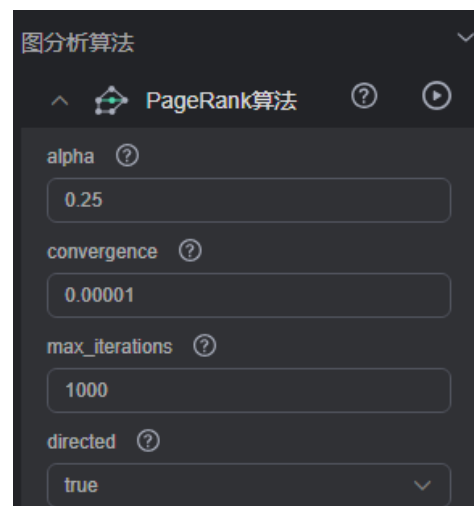 图分析算法
PageRank算法
alpha
0.25
convergence
0.00001
max_iterations
1000
directed
true